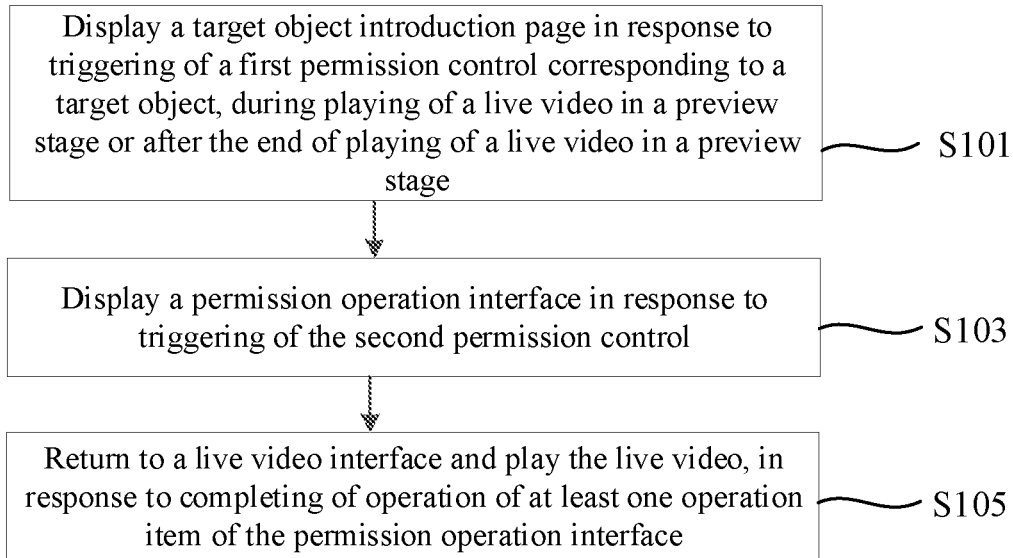 Display a target object introduction page in response to
triggering of a first permission control corresponding to a
target object, during playing of a live video in a preview
stage or after the end of playing of a live video in a preview
stage
S101
Display a permission operation interface in response to
triggering of the second permission control
S103
Return to a live video interface and play the live video, in
response to completing of operation of at least one operation
item of the permission operation interface
S105